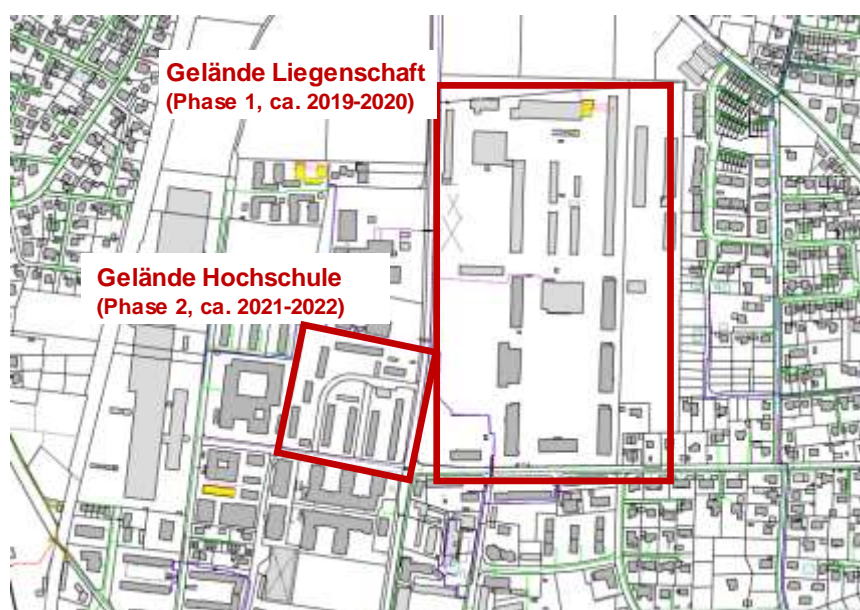 Gelände Liegenschaft
(Phase 1, ca. 2019-2020)
Gelände Hochschule
(Phase 2, ca. 2021-2022)